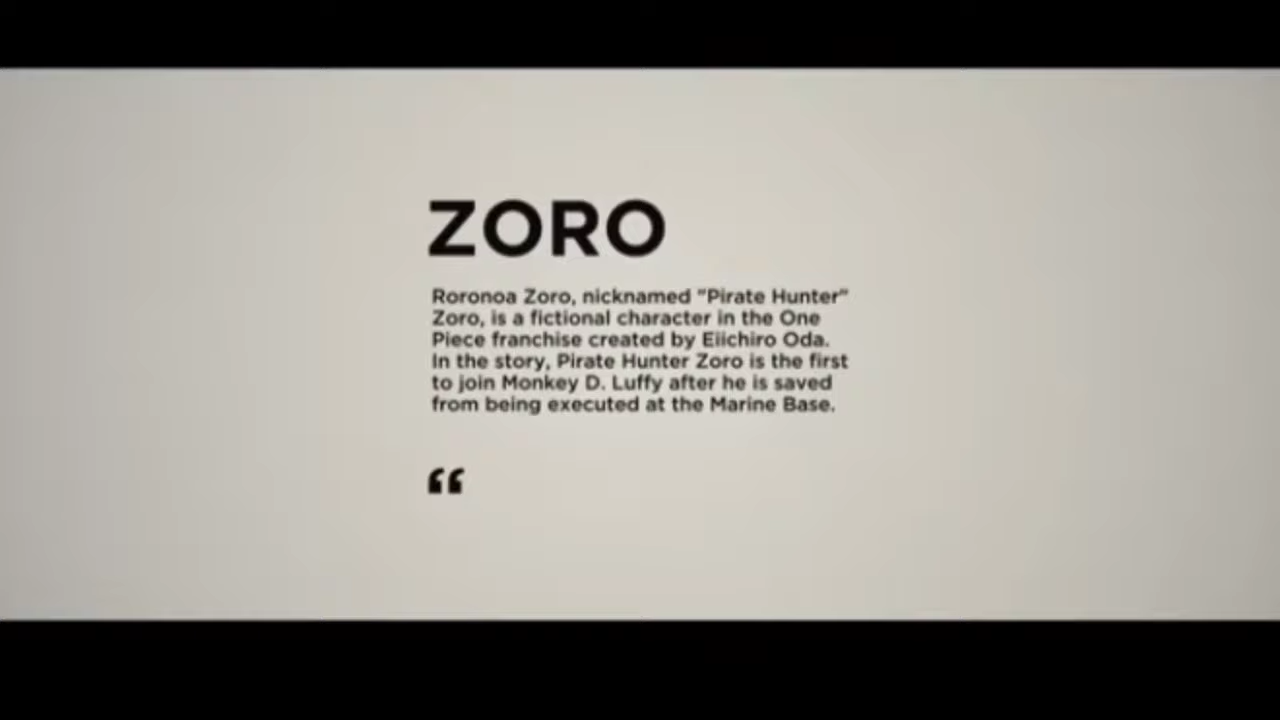 ZORO
Roronoa Zoro, nicknamed "Pirate Hunter"
Zoro, is a fictional character in the One
Piece franchise created by Eiichiro Oda.
In the story, Pirate Hunter Zoro is the first
to join Monkey D. Luffy after he is saved
from being executed at the Marine Base.
“